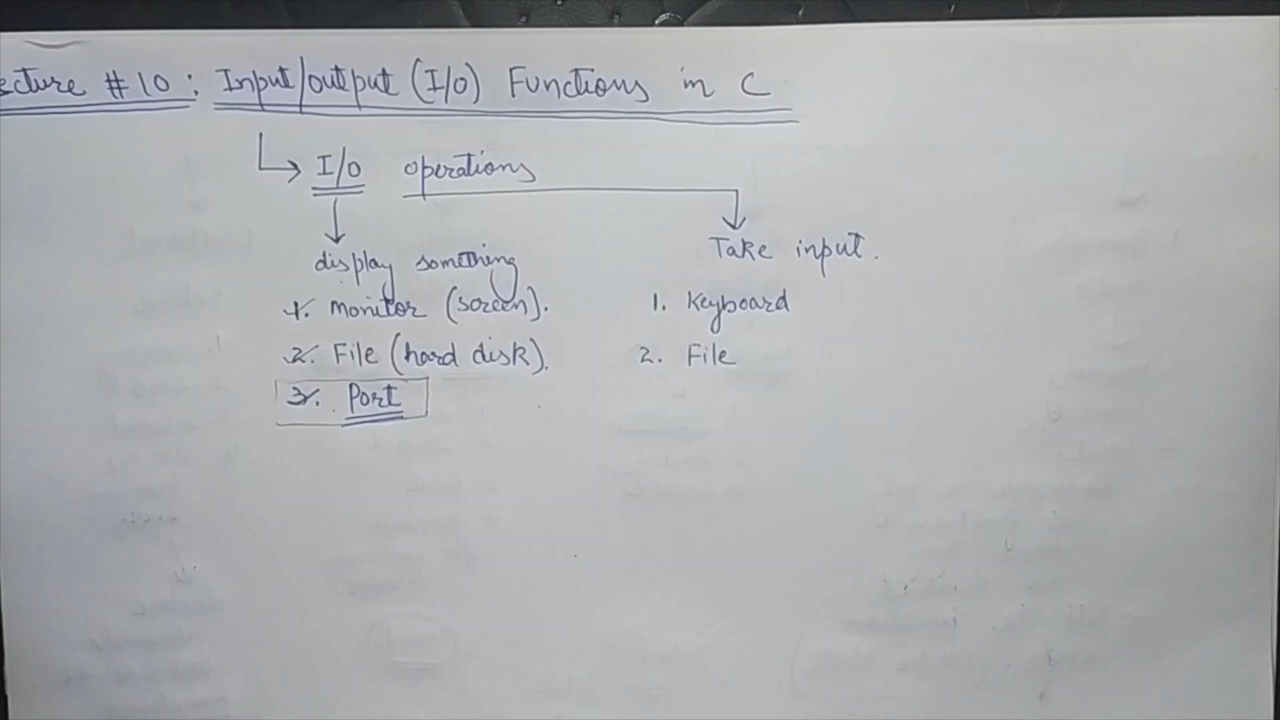 ecture # 10 : Input/output (I/O) Functions in C
I/O operations
display something
Take input.
1. Monitor (screen).
1. Keyboard
2. File (hard disk).
2. File
3. Port